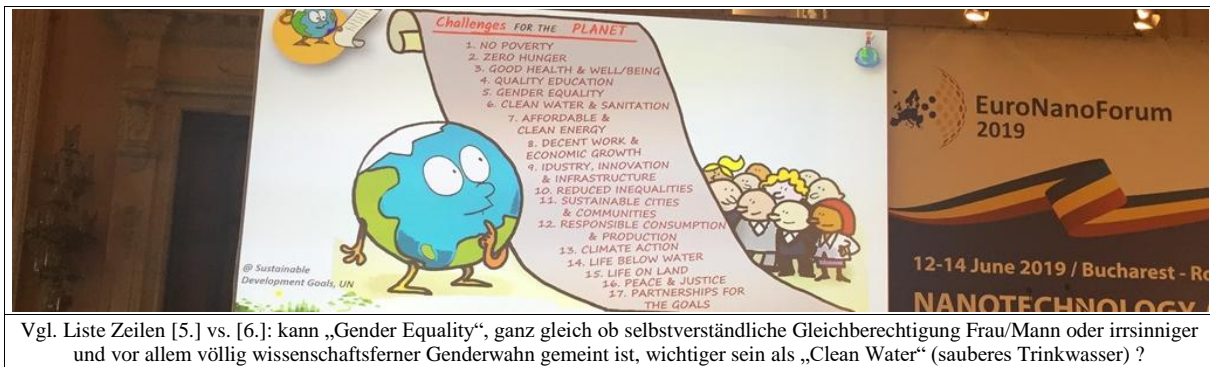 Challenges FOR THE PLANET
1. NO POVERTY
2. ZERO HUNGER
3. GOOD HEALTH & WELL/BEING
4. QUALITY EDUCATION
5. GENDER EQUALITY
6. CLEAN WATER & SANITATION
7. AFFORDABLE &
CLEAN ENERGY
8. DECENT WORK &
ECONOMIC GROWTH
9. IDUSTRY, INNOVATION
& INFRASTRUCTURE
10. REDUCED INEQUALITIES
11. SUSTAINABLE CITIES
& COMMUNITIES
12. RESPONSIBLE CONSUMPTION
& PRODUCTION
13. CLIMATE ACTION
14. LIFE BELOW WATER
15. LIFE ON LAND
16. PEACE & JUSTICE
17. PARTNERSHIPS FOR
THE GOALS
@ Sustainable
Development Goals, UN
EuroNanoForum
2019
12-14 June 2019 / Bucharest - Ro
NANOTECHNOLOGY
Vgl. Liste Zeilen [5.] vs. [6.]: kann „Gender Equality“, ganz gleich ob selbstverständliche Gleichberechtigung Frau/Mann oder irrsinniger
und vor allem völlig wissenschaftsferner Genderwahn gemeint ist, wichtiger sein als „Clean Water“ (sauberes Trinkwasser) ?